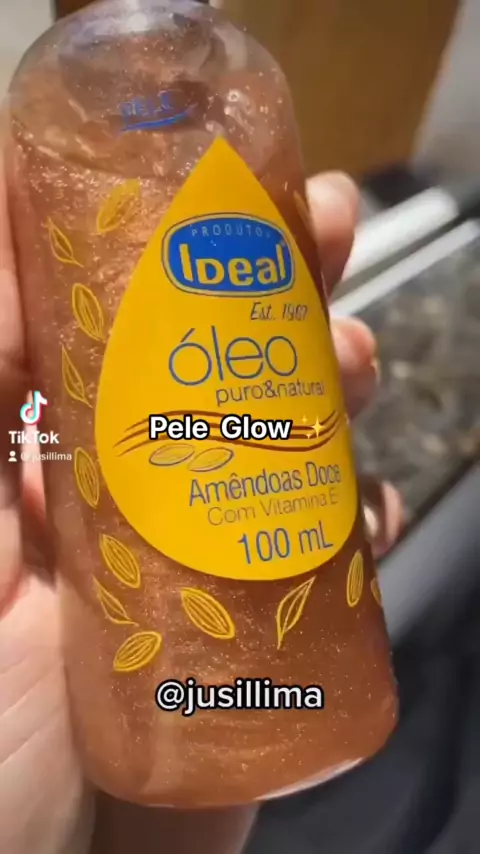 PRODUTOS
IDeal
Est. 1967
óleo
puro&natural
Pele Glow ✨
TikTok
@jusillima
Amêndoas Doce
Com Vitamina E
100 mL
@jusillima